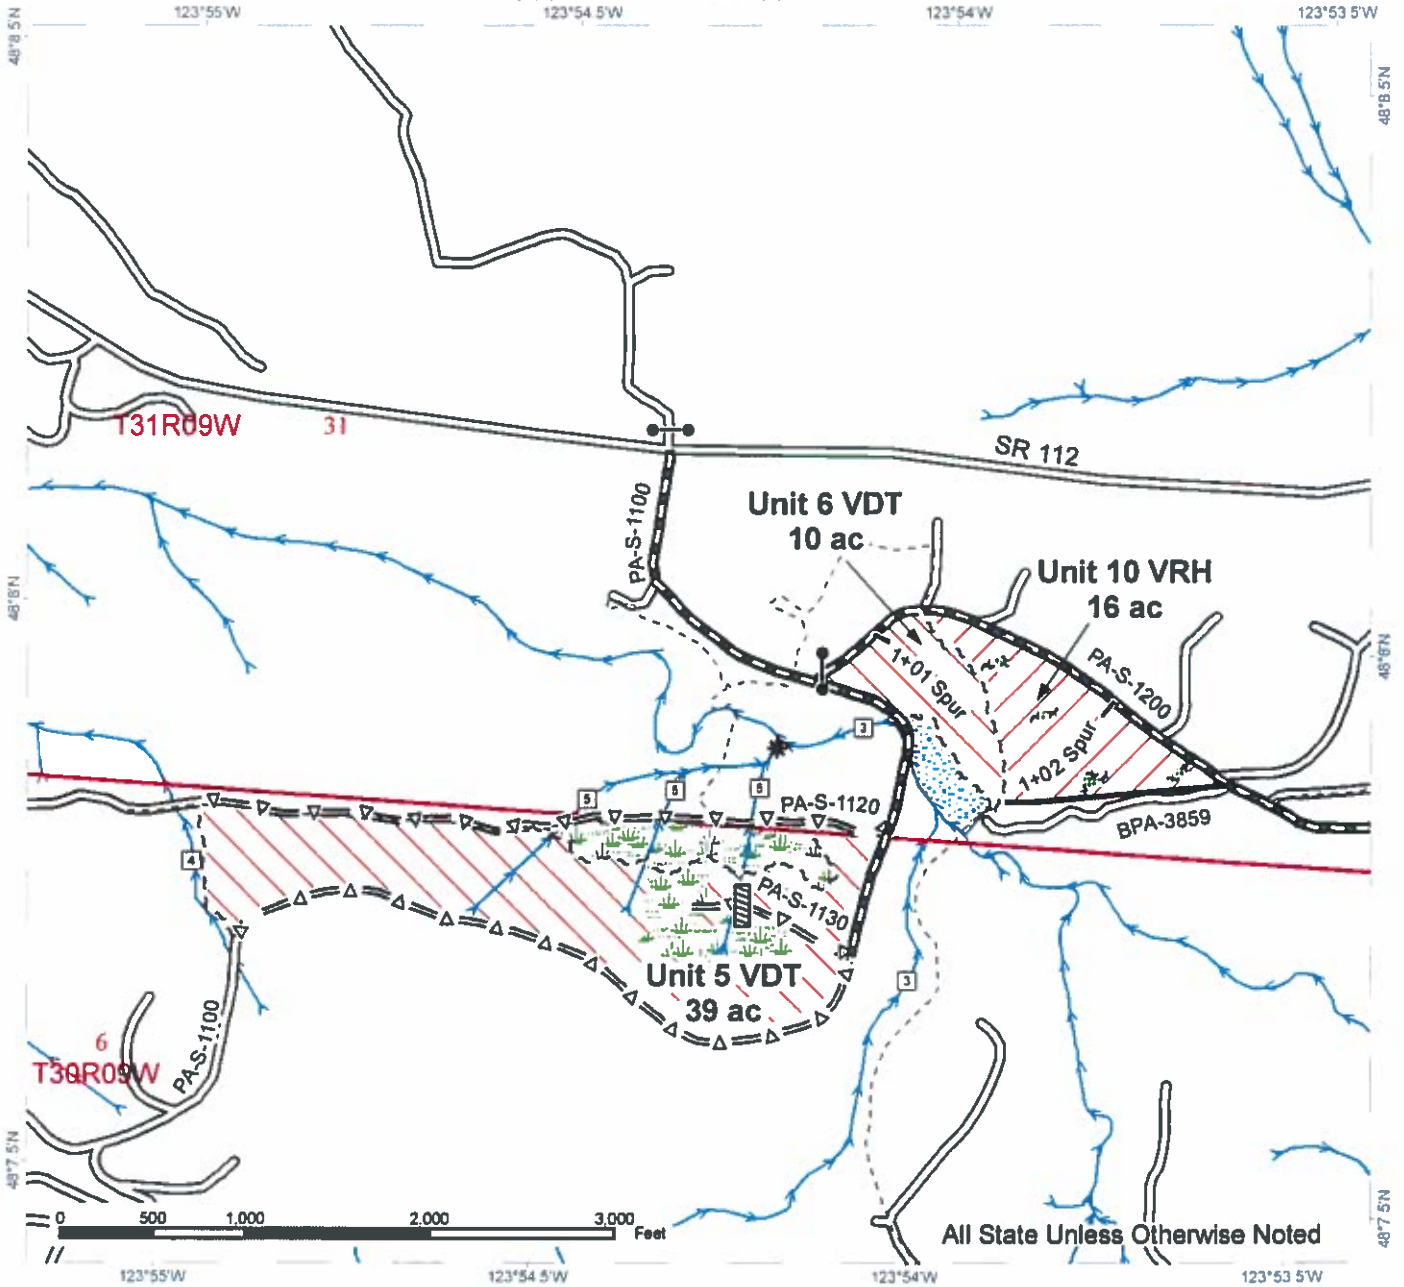 123°55'W
123°54 5'W
123°54'W
123°53 5'W
48°8 5'N
48°8.5'N
T31R09W
31
SR 112
PA-S-1100
Unit 6 VDT
10 ac
Unit 10 VRH
16 ac
48°8'N
48°8'N
1+01 Spur
PA-S-1200
1+02 Spur
3
5
6
6
PA-S-1120
BPA-3859
4
PA-S-1130
Unit 5 VDT
39 ac
3
PA-S-1100
6
T30R09W
48°7 5'N
48°7 5'N
0 500 1,000 2,000 3,000
Feet
All State Unless Otherwise Noted
123°55'W
123°54 5'W
123°54'W
123°53 5'W